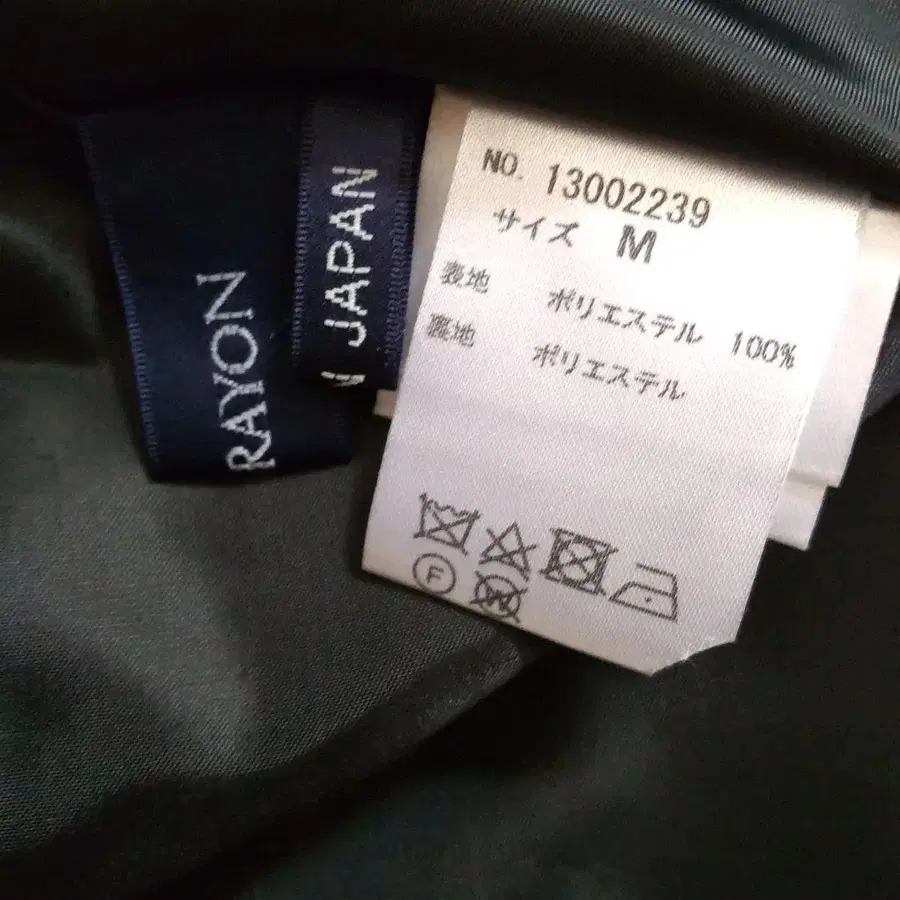 RAYON
N JAPAN
NO. 13002239
サイズ M
表地 ポリエステル 100%
裏地 ポリエステル
F
W